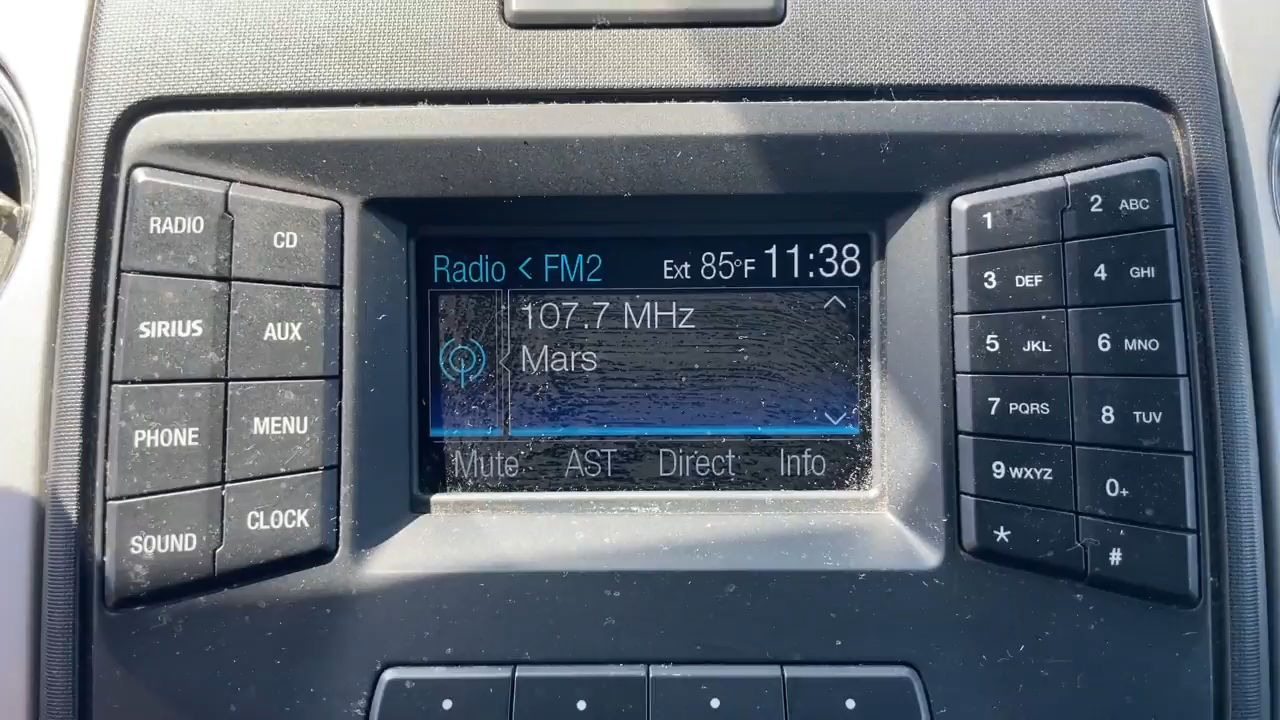 RADIO
CD
SIRIUS
AUX
PHONE
MENU
SOUND
CLOCK
Radio < FM2 Ext 85°F 11:38
107.7 MHz
Mars
Mute AST Direct Info
1
2 ABC
3 DEF
4 GHI
5 JKL
6 MNO
7 PQRS
8 TUV
9 WXYZ
0+
*
#